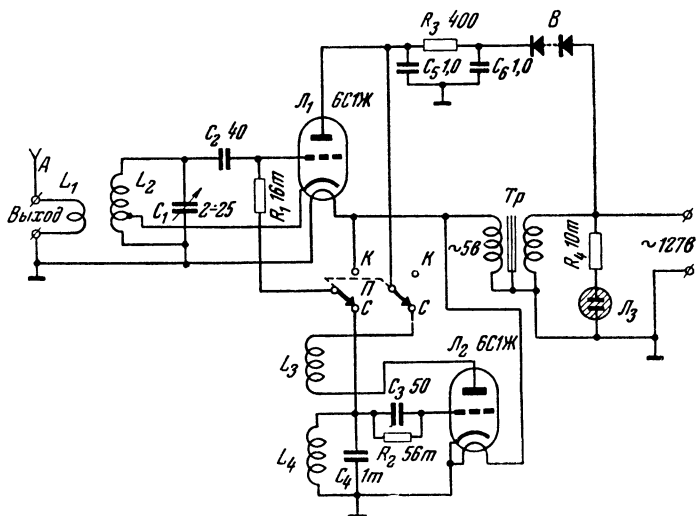 R3 400
B
C5 1,0
C6 1,0
Л1
6С1Ж
C2 40
A
L1
L2
C1
2÷25
R1 16т
Выход
Тр
~5в
~127в
R4 10т
Л3
К
К
П
С
С
L3
Л2 6С1Ж
C3 50
R2 56т
L4
C4
1т